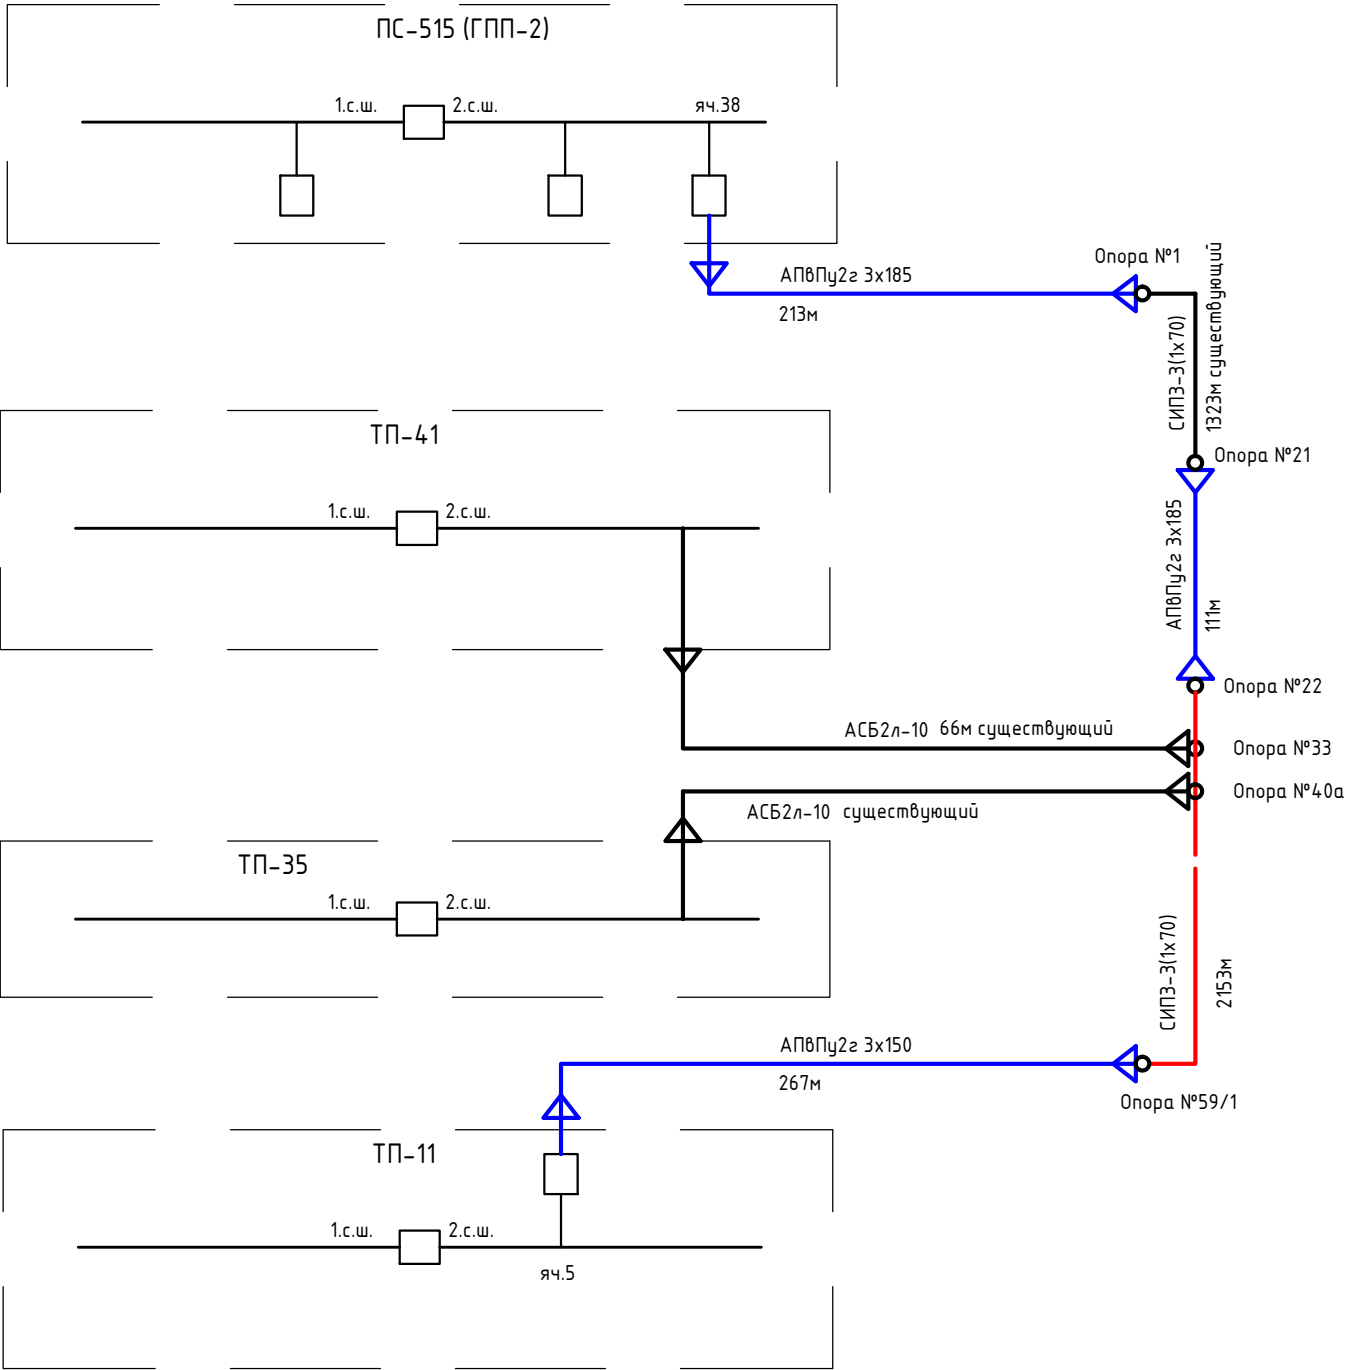 ПС-515 (ГПП-2)
1.с.ш.
2.с.ш.
яч.38
АПвПу2г 3х185
213м
Опора №1
СИП3-3(1х70)
1323м существующий
Опора №21
АПвПу2г 3х185
111м
Опора №22
ТП-41
1.с.ш.
2.с.ш.
АСБ2л-10 66м существующий
Опора №33
Опора №40а
АСБ2л-10 существующий
ТП-35
1.с.ш.
2.с.ш.
СИП3-3(1х70)
2153м
АПвПу2г 3х150
267м
Опора №59/1
ТП-11
1.с.ш.
2.с.ш.
яч.5